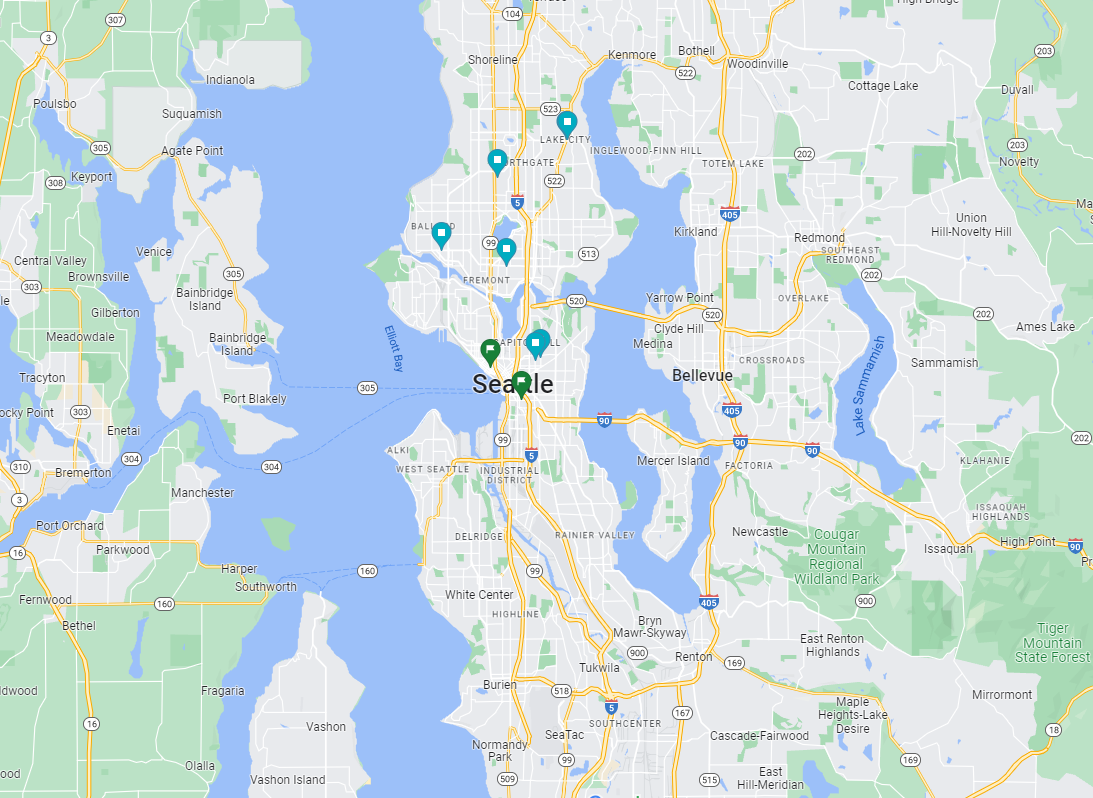 High Bridge
104
307
3
Shoreline
Kenmore
Bothell
203
522
Woodinville
Indianola
Cottage Lake
Duvall
Poulsbo
Suquamish
523
LAKE CITY
305
Agate Point
INGLEWOOD-FINN HILL
202
203
TOTEM LAKE
Novelty
Keyport
308
522
5
405
Union
Hill-Novelty Hill
Kirkland
Redmond
99
513
SOUTHEAST
REDMOND
Venice
Central Valley
305
202
Brownsville
303
FREMONT
Bainbridge
Island
Yarrow Point
OVERLAKE
520
520
Gilberton
202
Ames Lake
Clyde Hill
Medina
Meadowdale
Bainbridge
Island
Elliott Bay
CROSSROADS
Lake Sammamish
Sammamish
Tracyton
Seattle
Bellevue
305
Port Blakely
303
405
90
Enetai
99
90
90
202
ALKI
5
304
304
Mercer Island
FACTORIA
KLAHANIE
310
Bremerton
WEST SEATTLE
INDUSTRIAL
DISTRICT
Manchester
3
ISSAQUAH
HIGHLANDS
Port Orchard
DELRIDGE
RAINIER VALLEY
Newcastle
Cougar
Mountain
Regional
Wildland Park
High Point
90
Issaquah
16
Parkwood
Harper
160
99
Southworth
Fernwood
160
White Center
405
900
HIGHLINE
Bethel
Bryn
Mawr-Skyway
East Renton
Highlands
Tiger
Mountain
State Forest
900
Renton
169
Tukwila
Burien
518
Fragaria
Mirrormont
5
167
Maple
Heights-Lake
Desire
16
Vashon
SOUTHCENTER
SeaTac
Cascade-Fairwood
18
Normandy
Park
99
169
Olalla
Vashon Island
509
515
East
Hill-Meridian